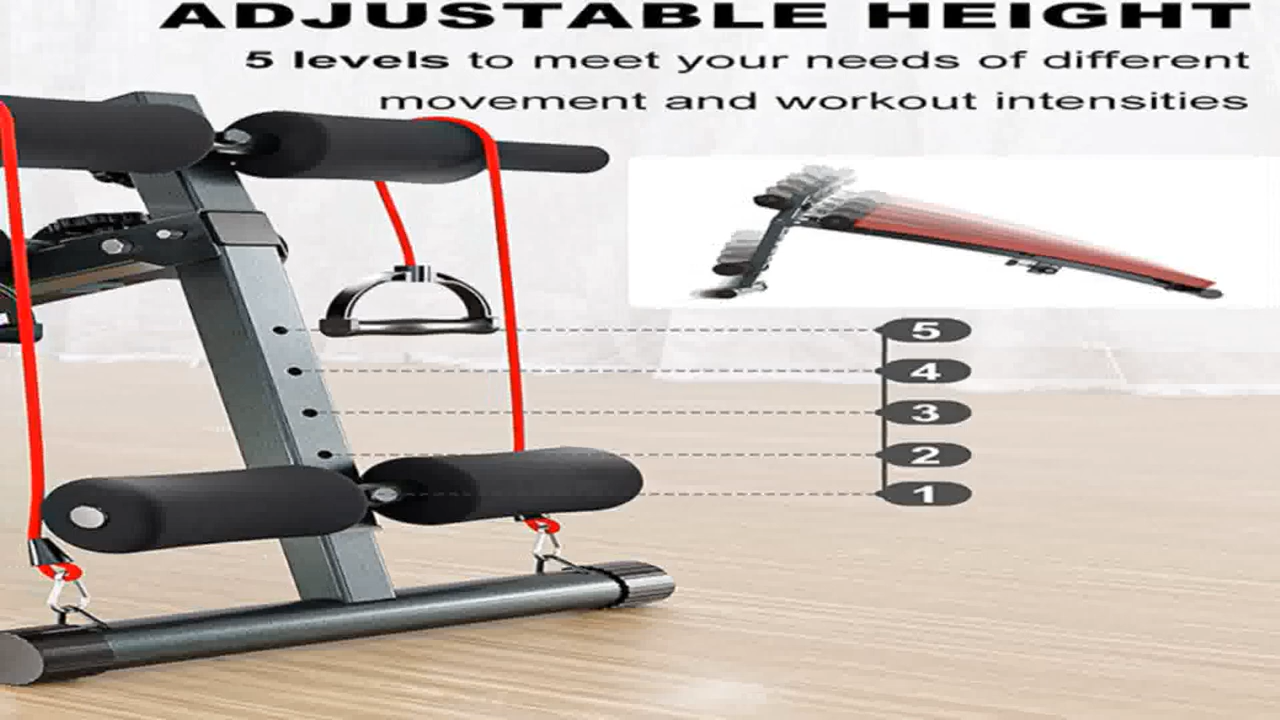 ADJUSTABLE HEIGHT
5 levels to meet your needs of different
movement and workout intensities
5
4
3
2
1